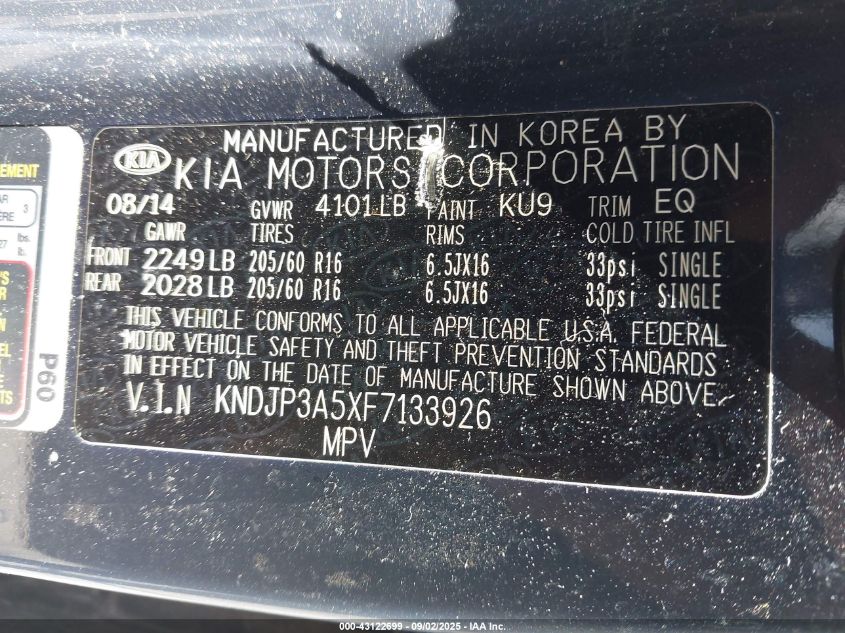 MANUFACTURED IN KOREA BY
KIA KIA MOTORS CORPORATION
08/14 GVWR 4101LB PAINT KU9 TRIM EQ
GAWR TIRES RIMS COLD TIRE INFL
FRONT 2249LB 205/60 R16 6.5JX16 33psi SINGLE
REAR 2028LB 205/60 R16 6.5JX16 33psi SINGLE
THIS VEHICLE CONFORMS TO ALL APPLICABLE U.S.A. FEDERAL
MOTOR VEHICLE SAFETY AND THEFT PREVENTION STANDARDS
IN EFFECT ON THE DATE OF MANUFACTURE SHOWN ABOVE.
V.I.N KNDJP3A5XF7133926
MPV
P60
000-43122699 - 09/02/2025 - IAA Inc.